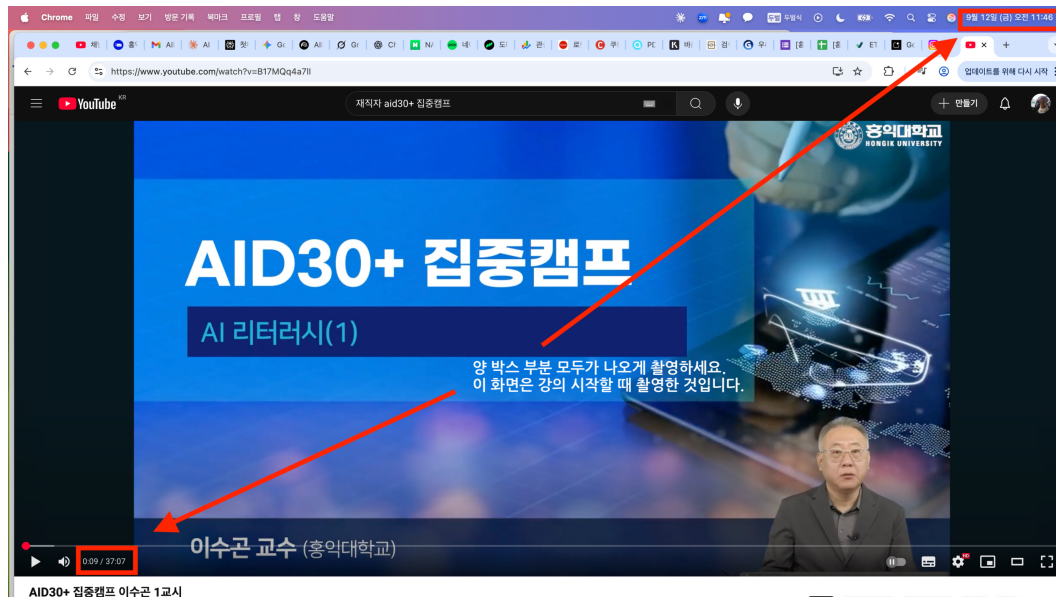 Chrome 파일 수정 보기 방문 기록 북마크 프로필 탭 창 도움말
두벌식
9월 12일 (금) 오전 11:46
https://www.youtube.com/watch?v=B17MQq4a7lI
업데이트를 위해 다시 시작
YouTube KR
재직자 aid30+ 집중캠프
만들기
홍익대학교
HONGIK UNIVERSITY
AID30+ 집중캠프
AI 리터러시(1)
양 박스 부분 모두가 나오게 촬영하세요.
이 화면은 강의 시작할 때 촬영한 것입니다.
이수곤 교수 (홍익대학교)
0:09 / 37:07
AID30+ 집중캠프 이수곤 1교시